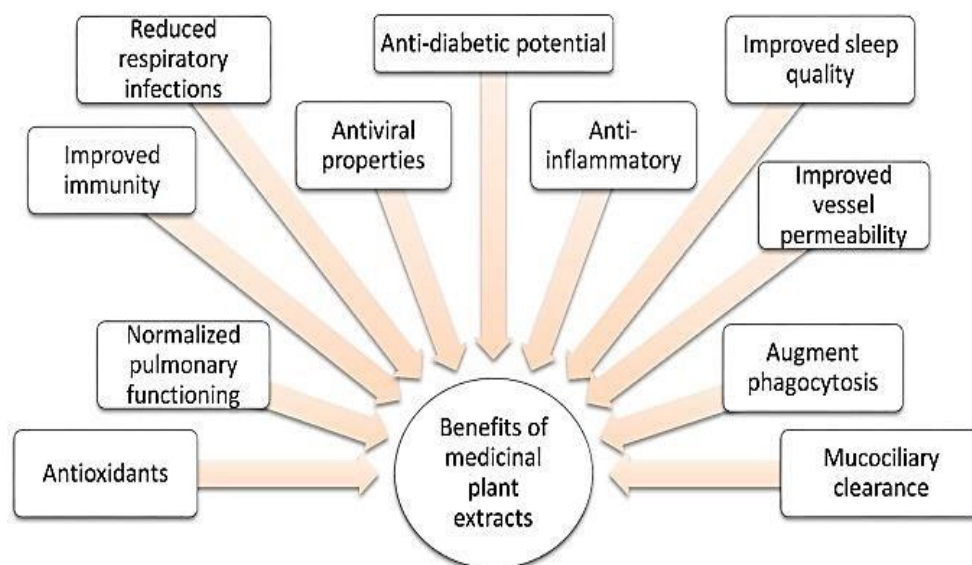 Reduced
respiratory
infections
Anti-diabetic potential
Improved sleep
quality
Improved
immunity
Antiviral
properties
Anti-
inflammatory
Improved
vessel
permeability
Normalized
pulmonary
functioning
Augment
phagocytosis
Antioxidants
Benefits of
medicinal
plant
extracts
Mucociliary
clearance